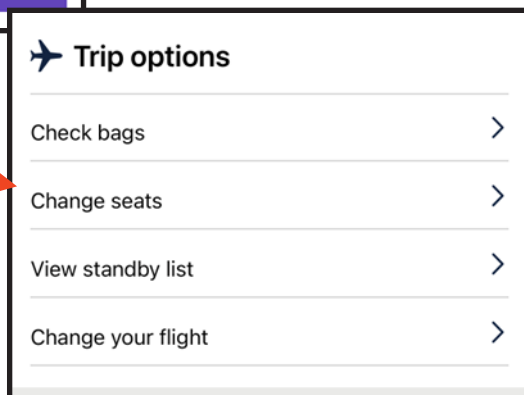 Trip options
Check bags
Change seats
View standby list
Change your flight